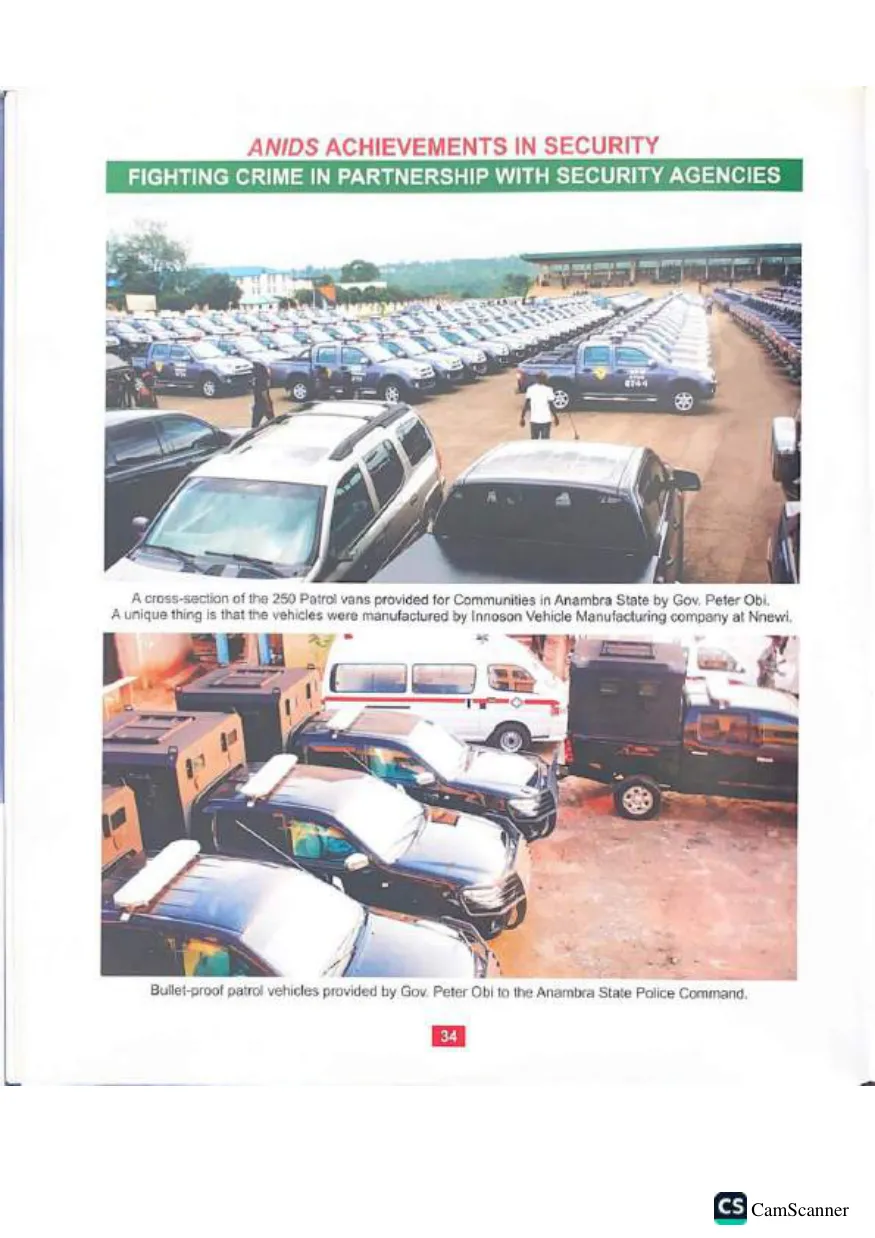 ANIDS ACHIEVEMENTS IN SECURITY
FIGHTING CRIME IN PARTNERSHIP WITH SECURITY AGENCIES
A cross-section of the 250 Patrol vans provided for Communities in Anambra State by Gov. Peter Obi.
A unique thing is that the vehicles were manufactured by Innoson Vehicle Manufacturing company at Nnewi.
Bullet-proof patrol vehicles provided by Gov. Peter Obi to the Anambra State Police Command.
34
CS CamScanner